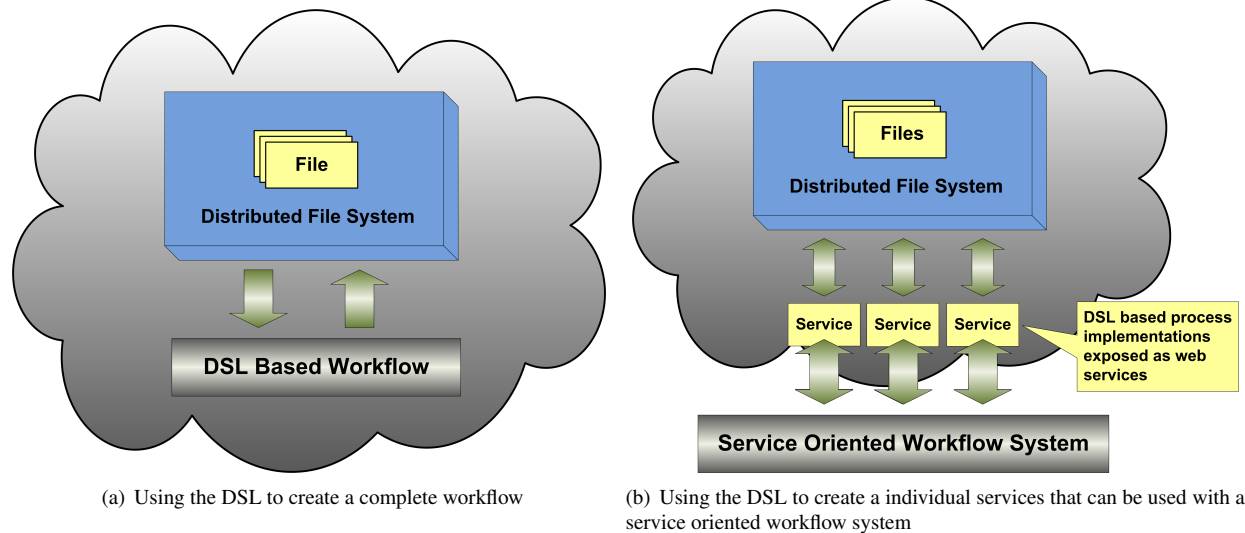 File
Distributed File System
DSL Based Workflow
(a) Using the DSL to create a complete workflow
Files
Distributed File System
Service
Service
Service
DSL based process
implementations
exposed as web
services
Service Oriented Workflow System
(b) Using the DSL to create a individual services that can be used with a
service oriented workflow system